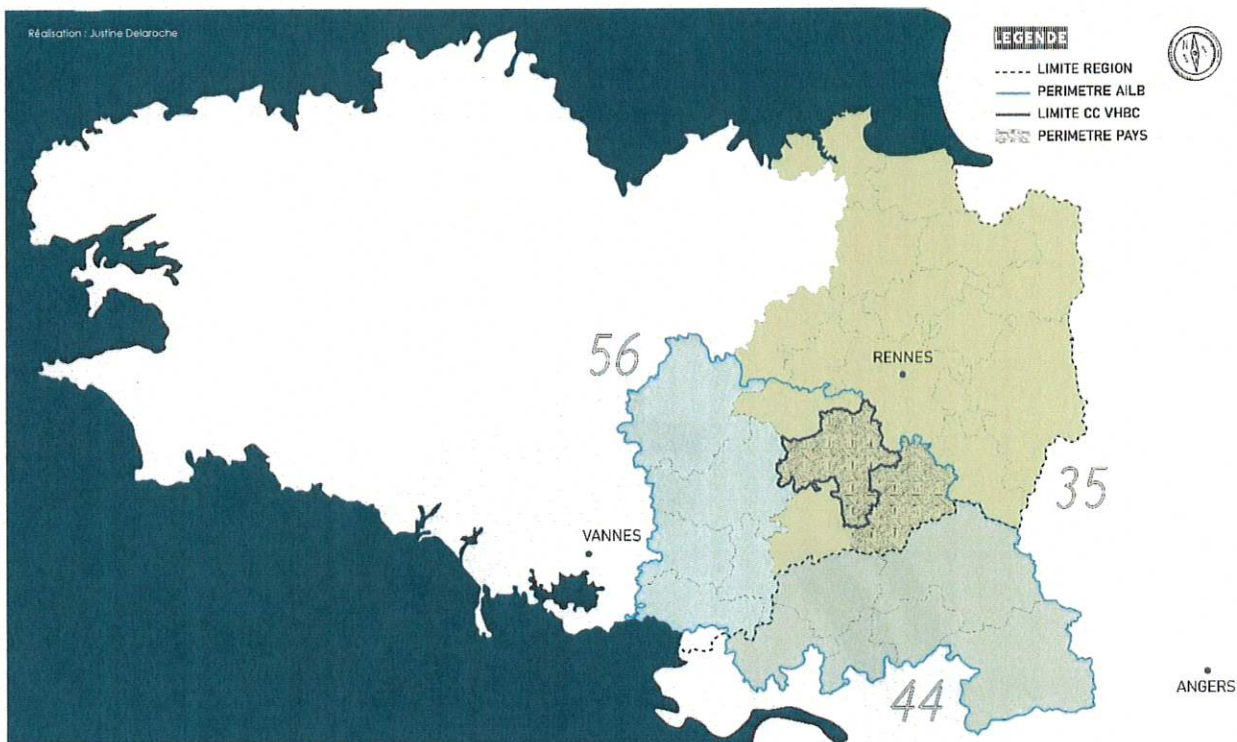 Réalisation : Justine Delaroche
LEGENDE
LIMITE REGION
PERIMETRE AILB
LIMITE CC VHBC
PERIMETRE PAYS
N
56
RENNES
35
VANNES
44
ANGERS